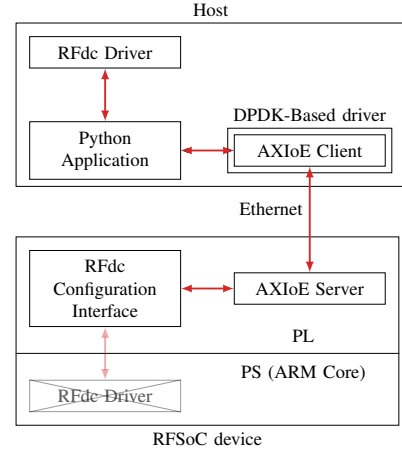 Host
RFdc Driver
DPDK-Based driver
Python
Application
AXIoE Client
Ethernet
RFdc
Configuration
Interface
AXIoE Server
PL
PS (ARM Core)
RFdc Driver
RFSoC device